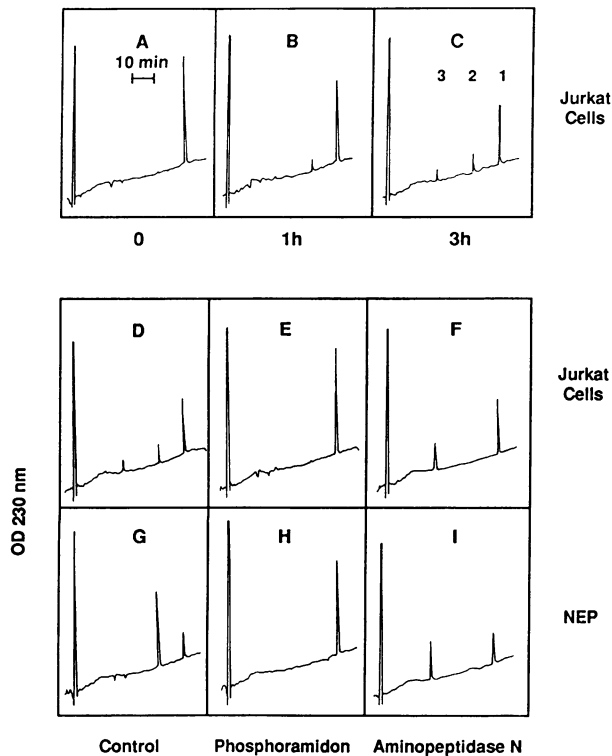 A
B
C
10 min
3 2 1
Jurkat
Cells
0
1h
3h
D
E
F
Jurkat
Cells
OD 230 nm
G
H
I
NEP
Control
Phosphoramidon
Aminopeptidase N